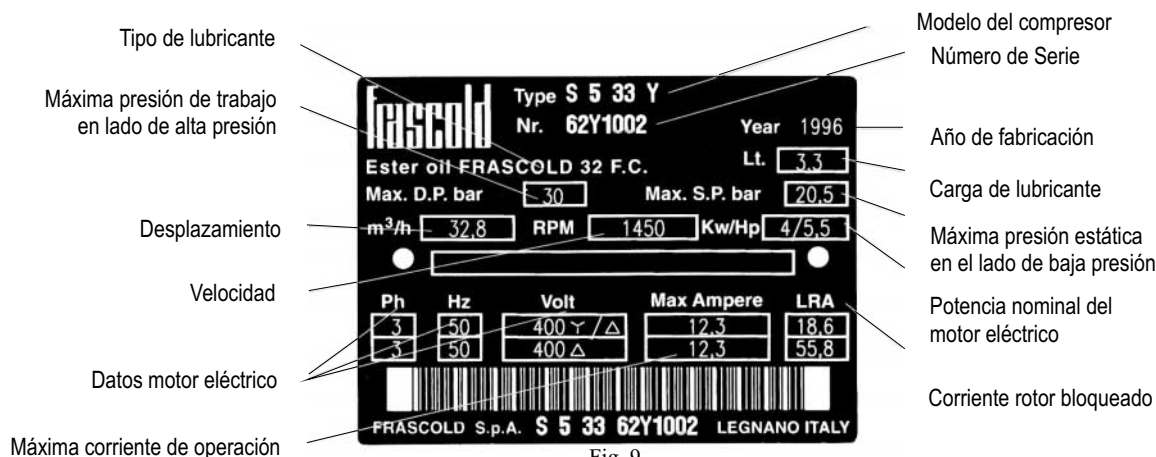 Modelo del compresor
Tipo de lubricante
Número de Serie
Máxima presión de trabajo
en lado de alta presión
frascold
Type S 5 33 Y
Nr. 62Y1002
Year 1996
Año de fabricación
Ester oil FRASCOLD 32 F.C.
Lt. 3,3
Carga de lubricante
Max. D.P. bar 30 Max. S.P. bar 20,5
Desplazamiento
m³/h 32,8 RPM 1450 Kw/Hp 4/5,5
Máxima presión estática
en el lado de baja presión
Velocidad
Ph Hz Volt Max Ampere LRA
3 50 400 Y/△ 12,3 18,6
3 50 400 △ 12,3 55,8
Potencia nominal del
motor eléctrico
Datos motor eléctrico
Corriente rotor bloqueado
FRASCOLD S.p.A. S 5 33 62Y1002 LEGNANO ITALY
Máxima corriente de operación
Fig. 9